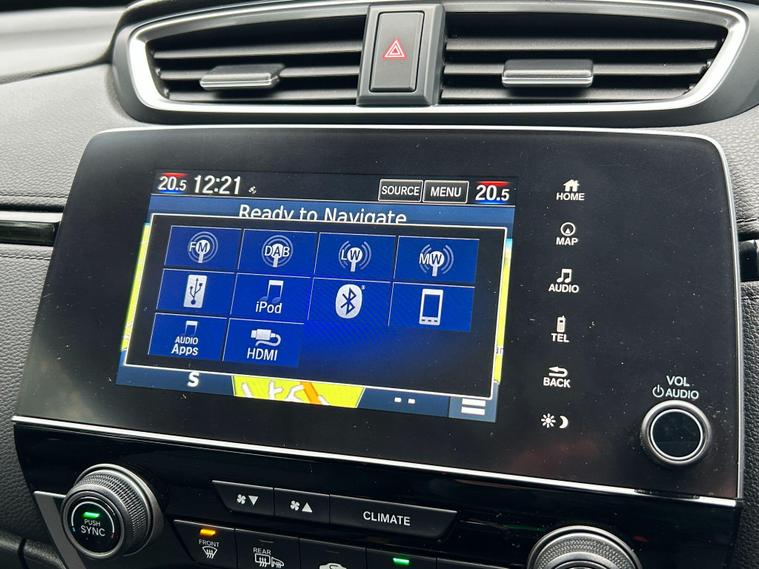 20.5 12:21 SOURCE MENU 20.5
Ready to Navigate
FM DAB LW MW
iPod
AUDIO Apps
HDMI
S
HOME
MAP
AUDIO
TEL
BACK
VOL
AUDIO
PUSH
SYNC
CLIMATE
FRONT
REAR